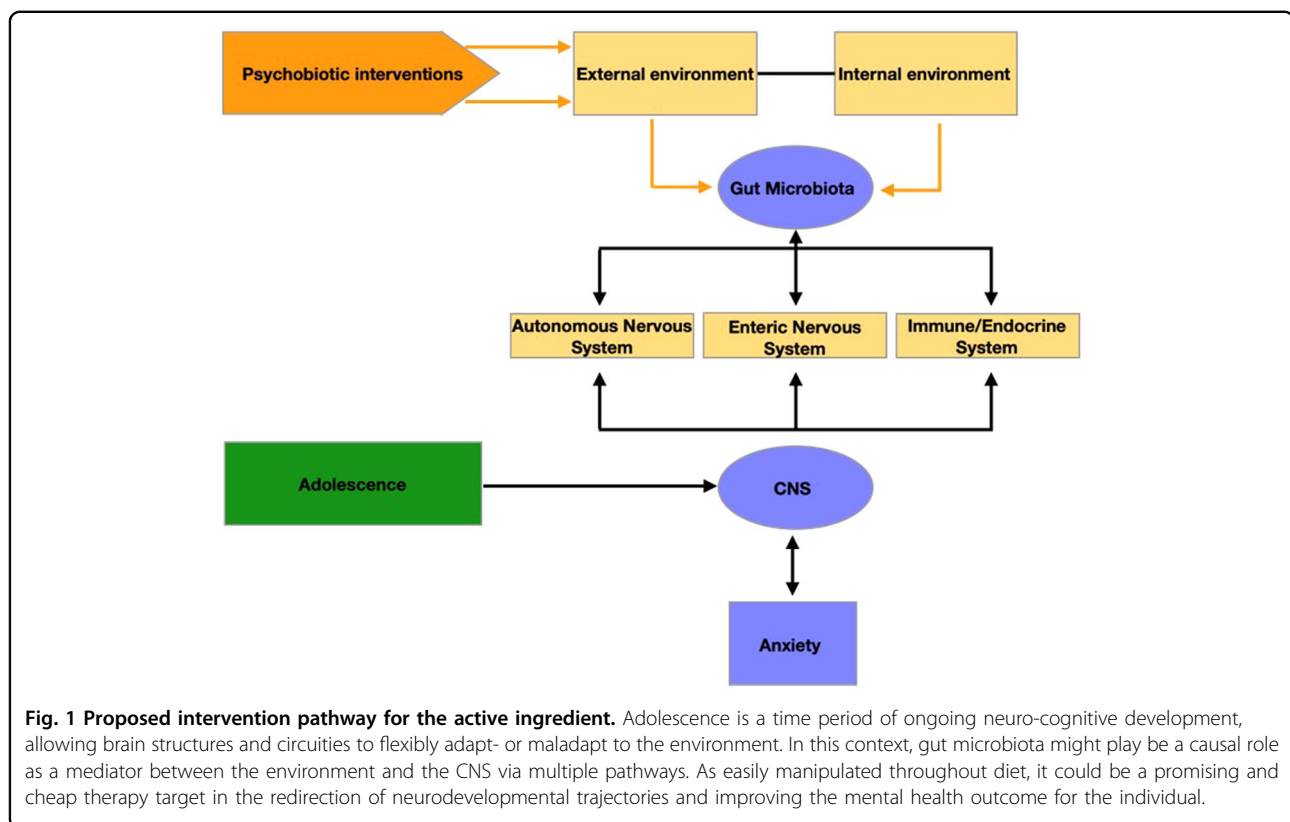 Psychobiotic interventions
External environment
Internal environment
Gut Microbiota
Autonomous Nervous
System
Enteric Nervous
System
Immune/Endocrine
System
Adolescence
CNS
Anxiety
Fig. 1 Proposed intervention pathway for the active ingredient. Adolescence is a time period of ongoing neuro-cognitive development,
allowing brain structures and circuities to flexibly adapt- or maladapt to the environment. In this context, gut microbiota might play be a causal role
as a mediator between the environment and the CNS via multiple pathways. As easily manipulated throughout diet, it could be a promising and
cheap therapy target in the redirection of neurodevelopmental trajectories and improving the mental health outcome for the individual.